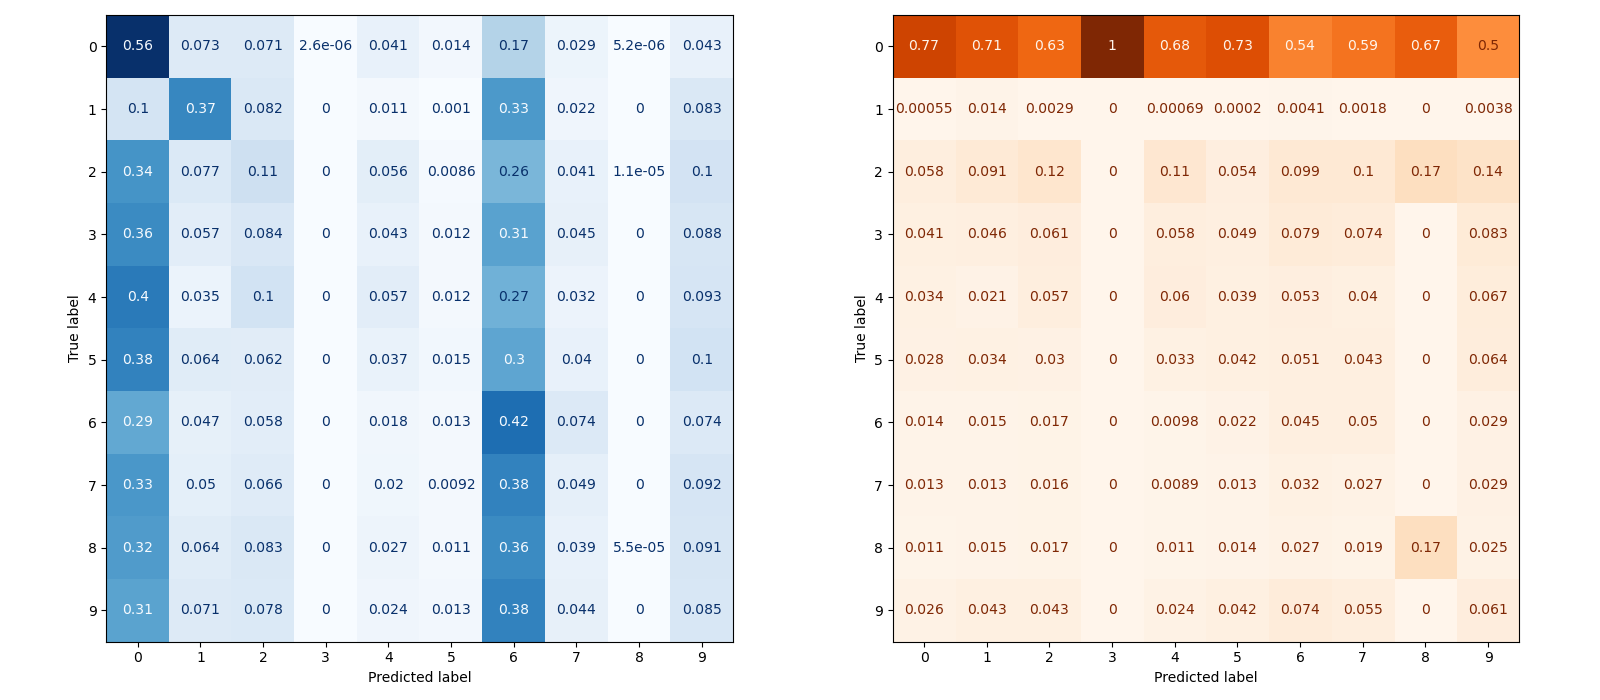 0 0.56 0.073 0.071 2.6e-06 0.041 0.014 0.17 0.029 5.2e-06 0.043
1 0.1 0.37 0.082 0 0.011 0.001 0.33 0.022 0 0.083
2 0.34 0.077 0.11 0 0.056 0.0086 0.26 0.041 1.1e-05 0.1
3 0.36 0.057 0.084 0 0.043 0.012 0.31 0.045 0 0.088
4 0.4 0.035 0.1 0 0.057 0.012 0.27 0.032 0 0.093
5 0.38 0.064 0.062 0 0.037 0.015 0.3 0.04 0 0.1
6 0.29 0.047 0.058 0 0.018 0.013 0.42 0.074 0 0.074
7 0.33 0.05 0.066 0 0.02 0.0092 0.38 0.049 0 0.092
8 0.32 0.064 0.083 0 0.027 0.011 0.36 0.039 5.5e-05 0.091
9 0.31 0.071 0.078 0 0.024 0.013 0.38 0.044 0 0.085
0 1 2 3 4 5 6 7 8 9
Predicted label
True label
0 0.77 0.71 0.63 1 0.68 0.73 0.54 0.59 0.67 0.5
1 0.00055 0.014 0.0029 0 0.00069 0.0002 0.0041 0.0018 0 0.0038
2 0.058 0.091 0.12 0 0.11 0.054 0.099 0.1 0.17 0.14
3 0.041 0.046 0.061 0 0.058 0.049 0.079 0.074 0 0.083
4 0.034 0.021 0.057 0 0.06 0.039 0.053 0.04 0 0.067
5 0.028 0.034 0.03 0 0.033 0.042 0.051 0.043 0 0.064
6 0.014 0.015 0.017 0 0.0098 0.022 0.045 0.05 0 0.029
7 0.013 0.013 0.016 0 0.0089 0.013 0.032 0.027 0 0.029
8 0.011 0.015 0.017 0 0.011 0.014 0.027 0.019 0.17 0.025
9 0.026 0.043 0.043 0 0.024 0.042 0.074 0.055 0 0.061
0 1 2 3 4 5 6 7 8 9
Predicted label
True label